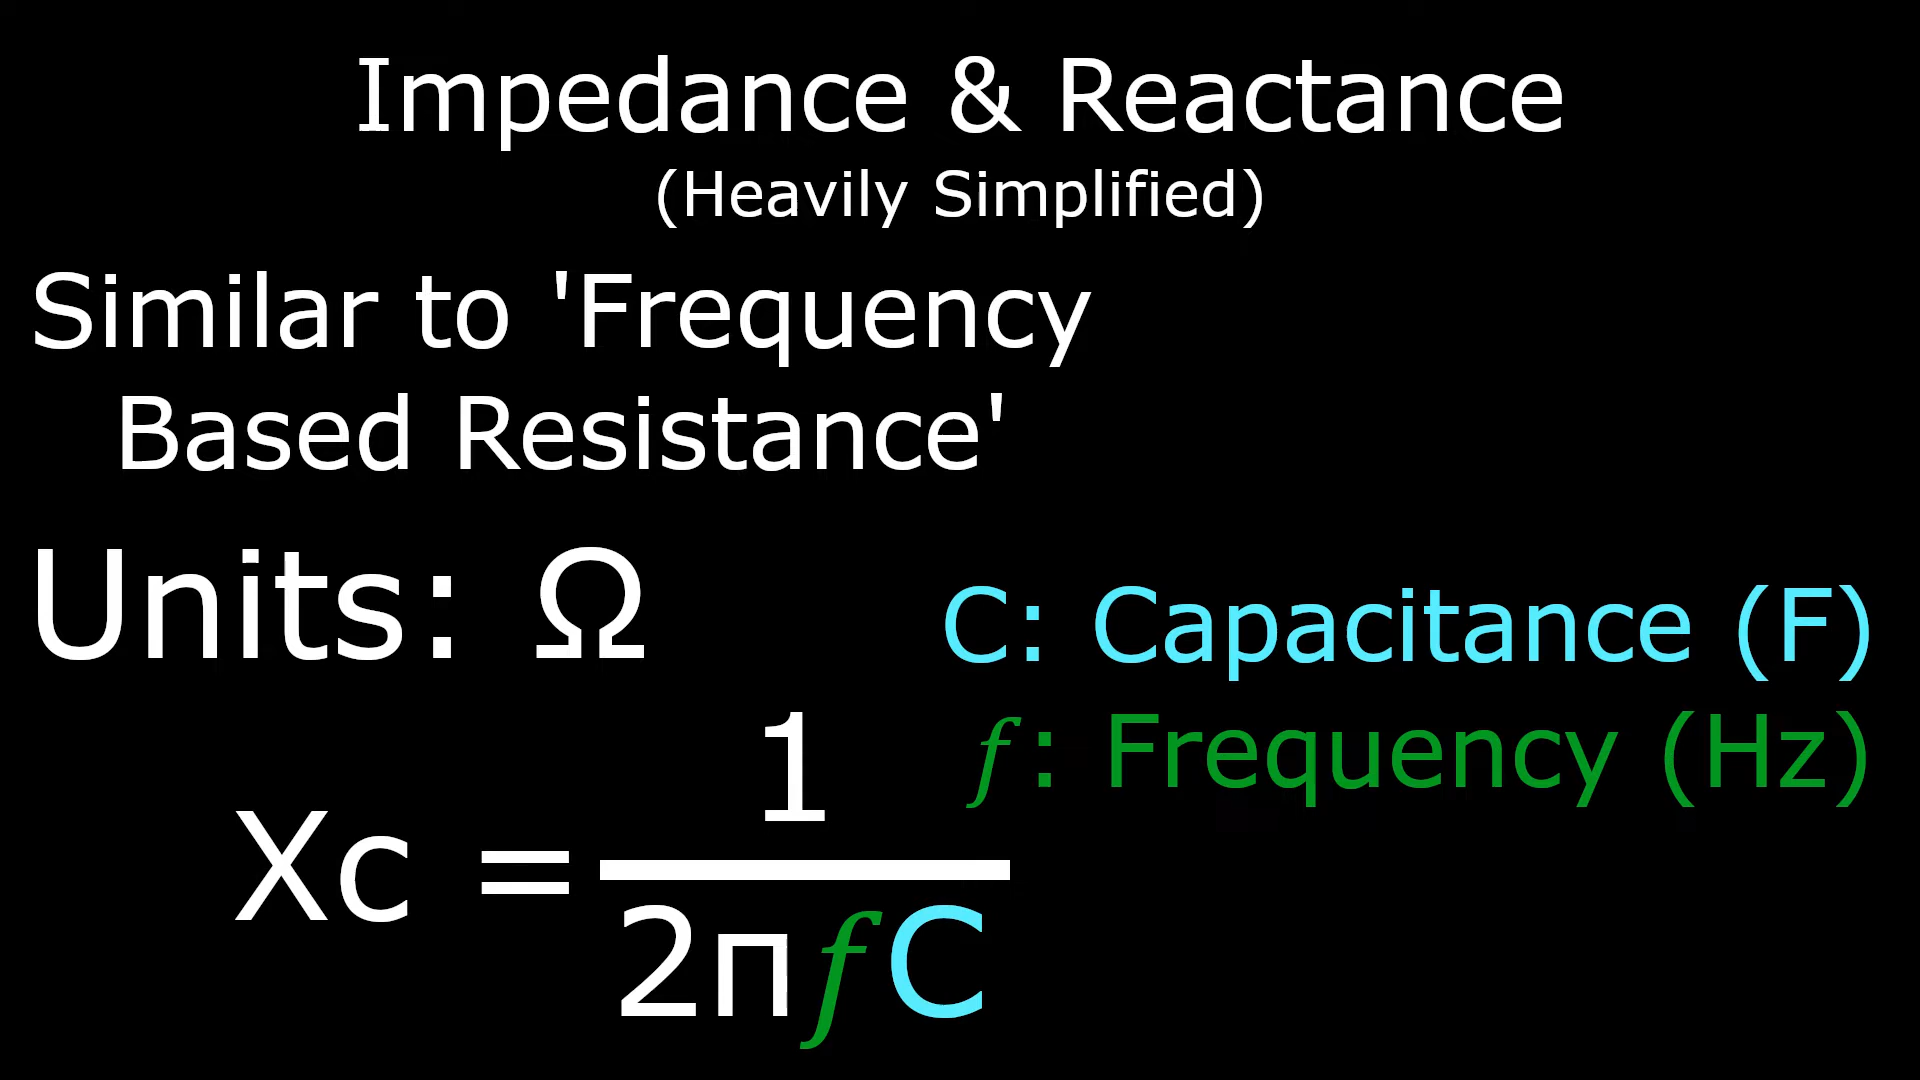 Impedance & Reactance
(Heavily Simplified)
Similar to 'Frequency
Based Resistance'
Units: Ω
C: Capacitance (F)
f: Frequency (Hz)
Xc = 1
2πfC